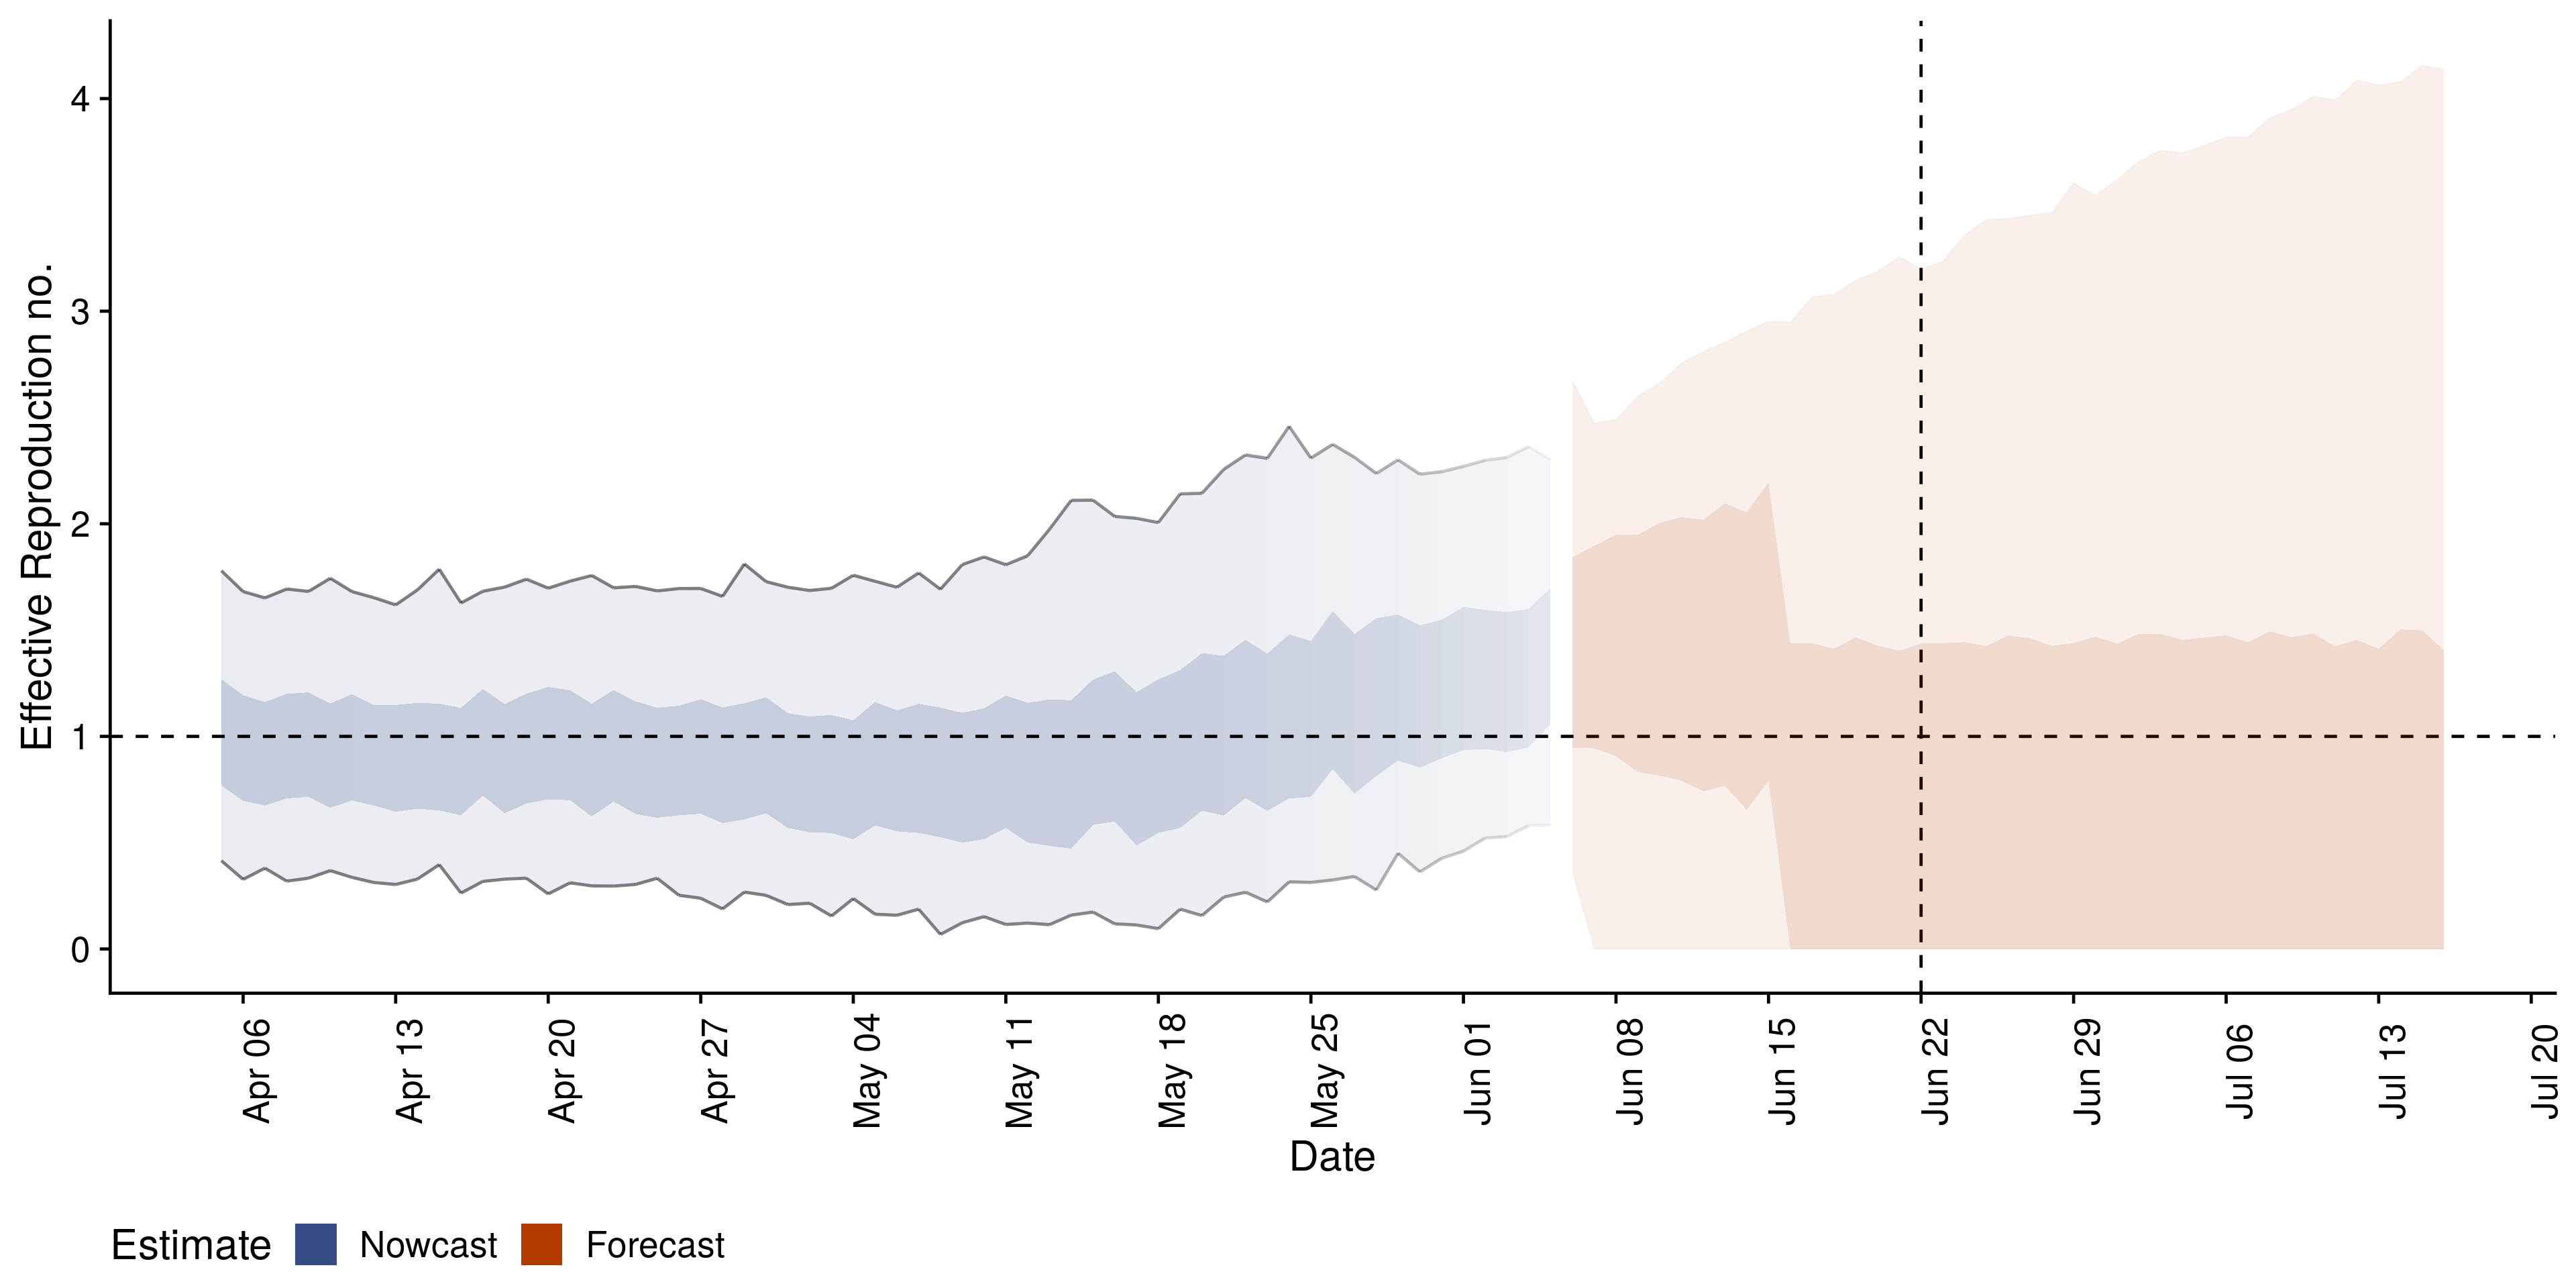 Effective Reproduction no.
4
3
2
1
0
Apr 06
Apr 13
Apr 20
Apr 27
May 04
May 11
May 18
May 25
Jun 01
Jun 08
Jun 15
Jun 22
Jun 29
Jul 06
Jul 13
Jul 20
Date
Estimate Nowcast Forecast